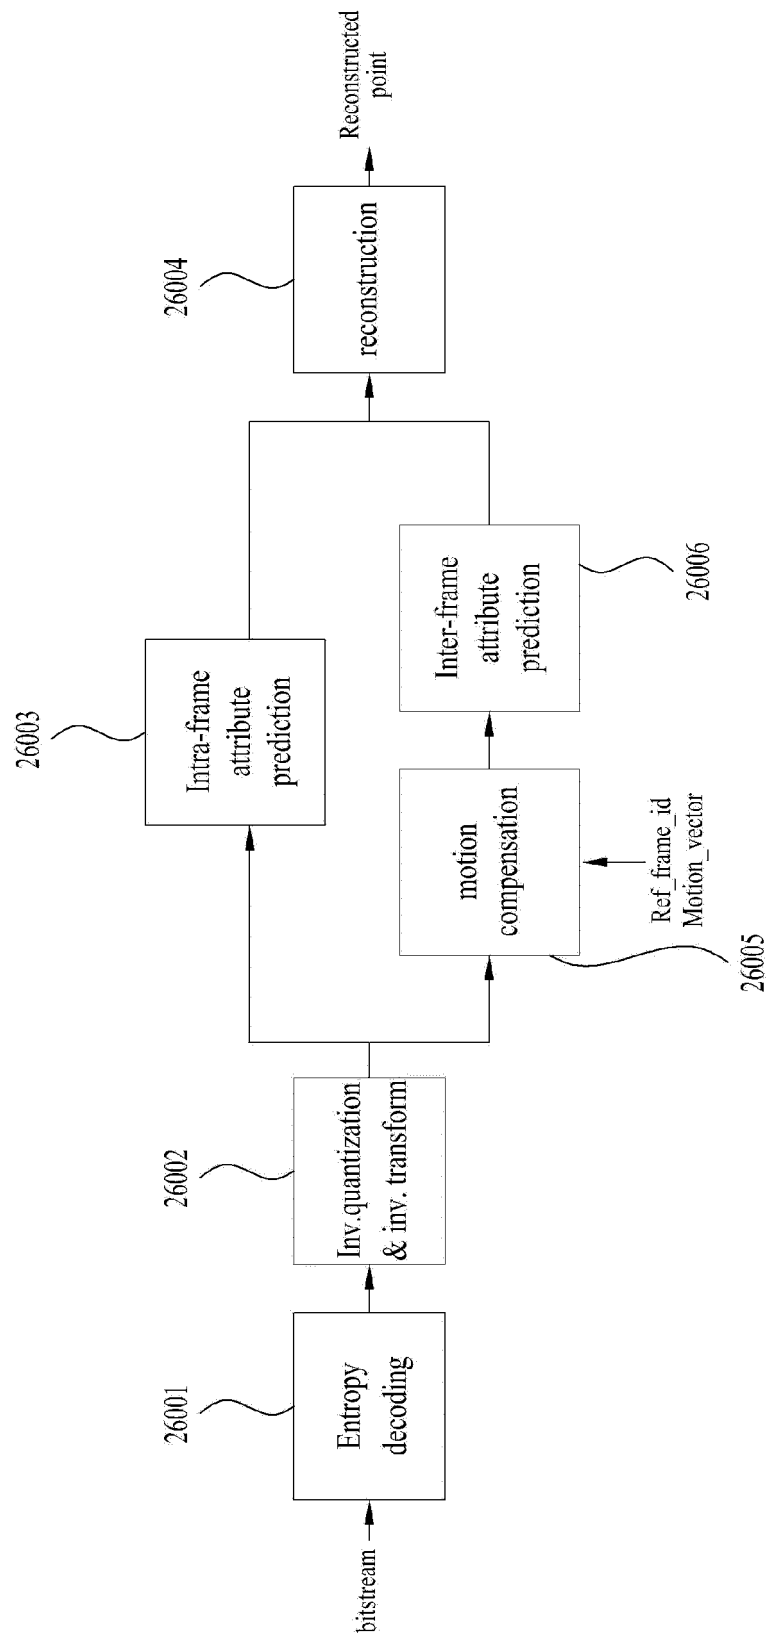 bitstream
26001
Entropy
decoding
26002
Inv.quantization
& inv. transform
26003
Intra-frame
attribute
prediction
26005
motion
compensation
Ref_frame_id
Motion_vector
Inter-frame
attribute
prediction
26006
26004
reconstruction
Reconstructed
point